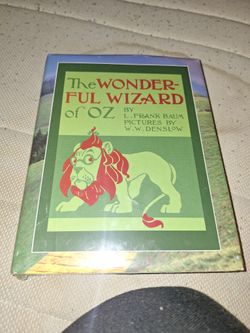 The WONDER-
FUL WIZARD
of OZ BY
L. FRANK BAUM
PICTURES BY
W.W. DENSLOW.